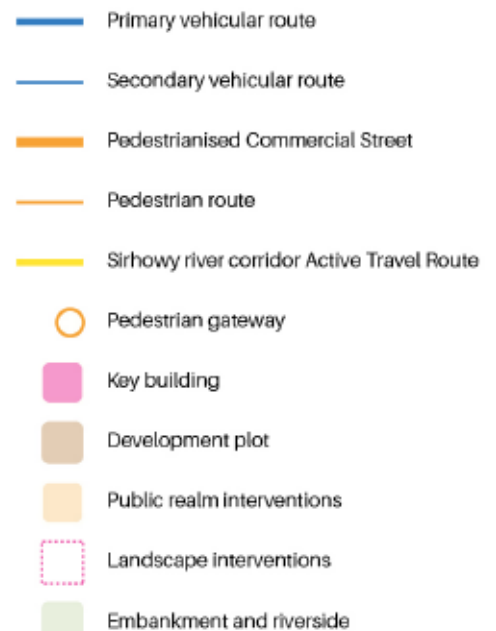 Primary vehicular route
Secondary vehicular route
Pedestrianised Commercial Street
Pedestrian route
Sirhowy river corridor Active Travel Route
Pedestrian gateway
Key building
Development plot
Public realm interventions
Landscape interventions
Embankment and riverside